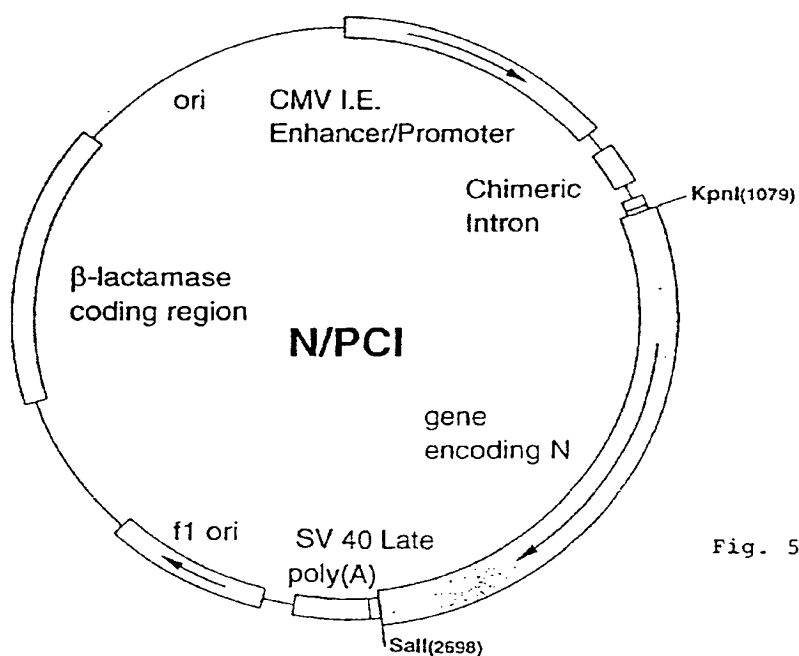 ori
CMV I.E.
Enhancer/Promoter
Chimeric
Intron
KpnI(1079)
β-lactamase
coding region
N/PCI
gene
encoding N
f1 ori
SV 40 Late
poly(A)
Fig. 5
SalI(2698)